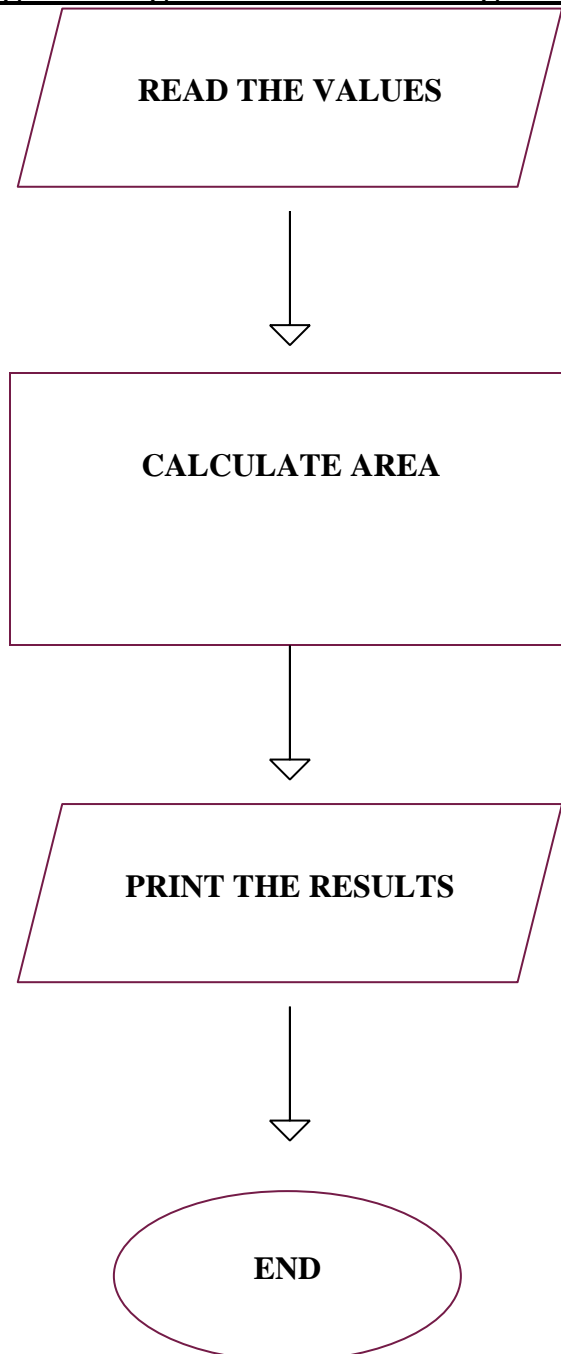 READ THE VALUES
CALCULATE AREA
PRINT THE RESULTS
END